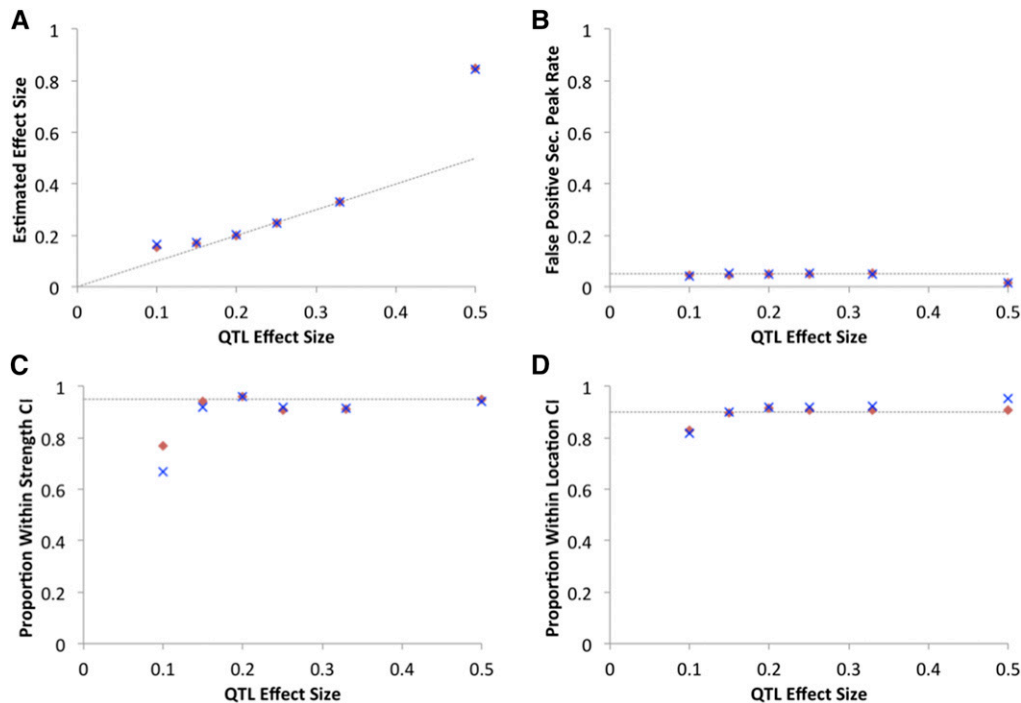 A
Estimated Effect Size
1
0.8
0.6
0.4
0.2
0
0 0.1 0.2 0.3 0.4 0.5
QTL Effect Size
B
False Positive Sec. Peak Rate
1
0.8
0.6
0.4
0.2
0
0 0.1 0.2 0.3 0.4 0.5
QTL Effect Size
C
Proportion Within Strength CI
1
0.8
0.6
0.4
0.2
0
0 0.1 0.2 0.3 0.4 0.5
QTL Effect Size
D
Proportion Within Location CI
1
0.8
0.6
0.4
0.2
0
0 0.1 0.2 0.3 0.4 0.5
QTL Effect Size